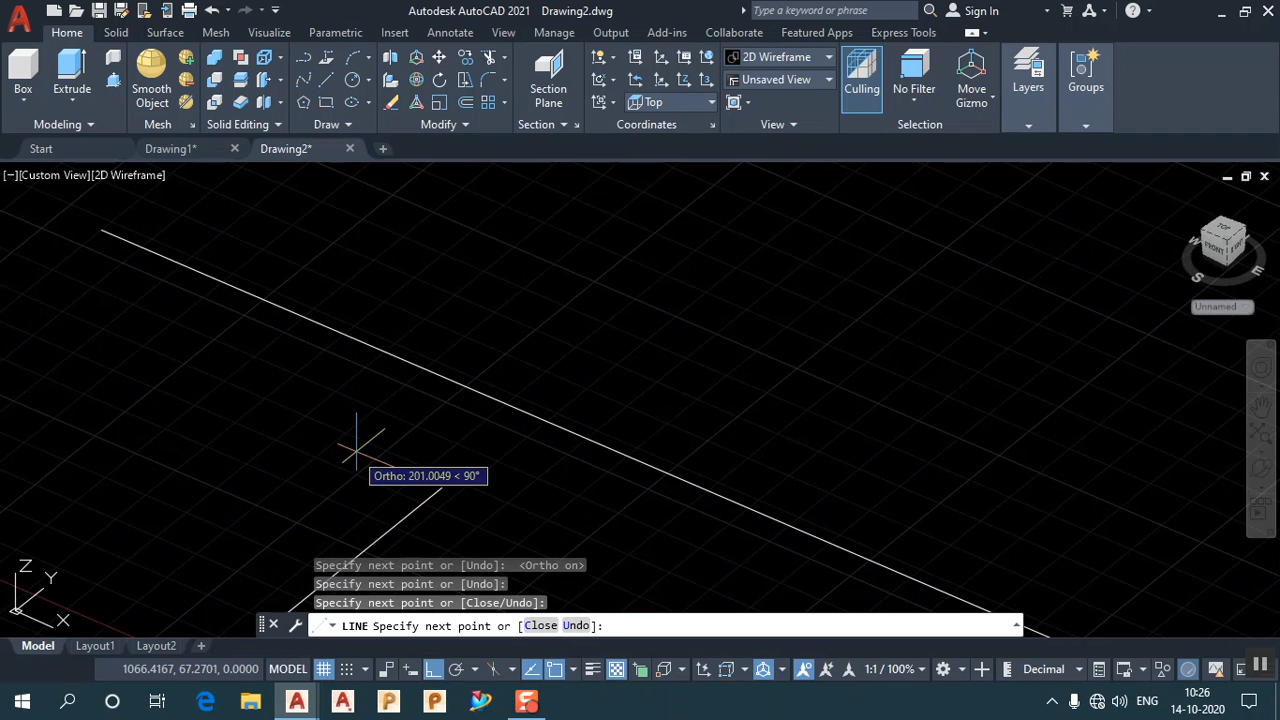 Autodesk AutoCAD 2021 Drawing2.dwg
Type a keyword or phrase
Sign In
Home Solid Surface Mesh Visualize Parametric Insert Annotate View Manage Output Add-ins Collaborate Express Tools Featured Apps
Box
Extrude
Smooth Object
Section Plane
2D Wireframe
Unsaved View
Top
Culling
No Filter
Move Gizmo
Layers
Groups
Modeling
Mesh
Solid Editing
Draw
Modify
Section
Coordinates
View
Selection
Start
Drawing1*
Drawing2*
[−][Custom View][2D Wireframe]
TOP
FRONT
W
S
E
Unnamed
Ortho: 201.0049 < 90°
Z
Y
X
Specify next point or [Undo]: <Ortho on>
Specify next point or [Undo]:
Specify next point or [Close/Undo]:
LINE Specify next point or [Close Undo]:
Model Layout1 Layout2
1066.4167, 67.2701, 0.0000 MODEL
1:1 / 100%
Decimal
ENG
10:26
14-10-2020